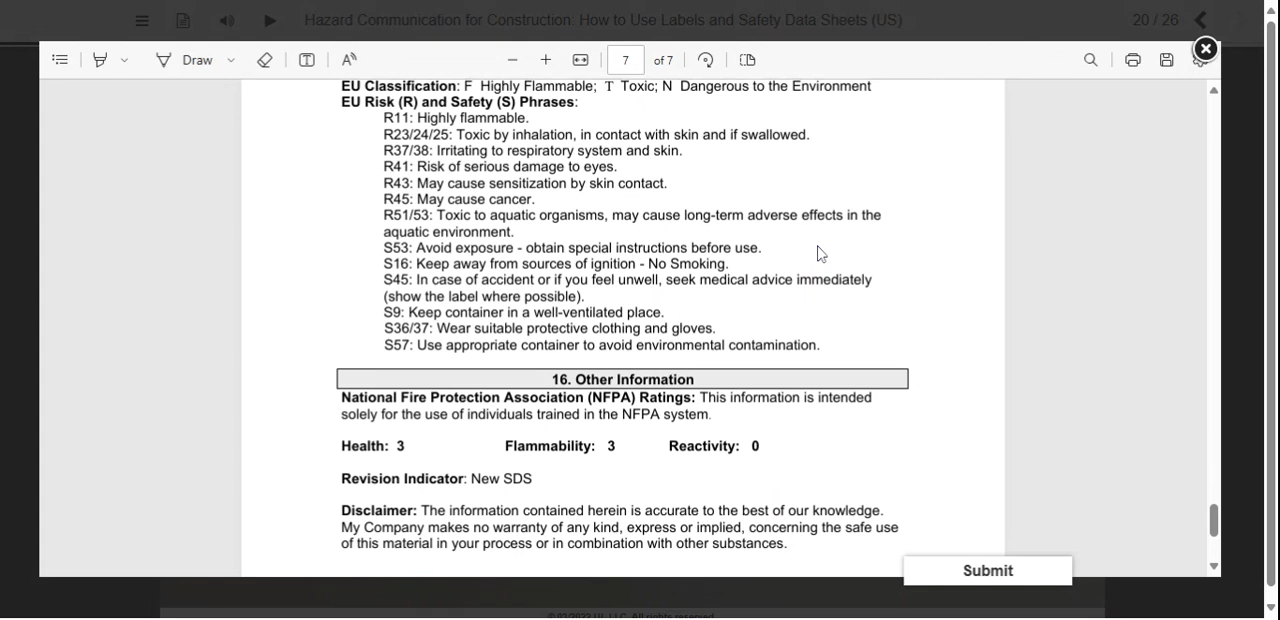 Hazard Communication for Construction: How to Use Labels and Safety Data Sheets (US) 20 / 26
Draw 7 of 7
EU Classification: F Highly Flammable; T Toxic; N Dangerous to the Environment
EU Risk (R) and Safety (S) Phrases:
R11: Highly flammable.
R23/24/25: Toxic by inhalation, in contact with skin and if swallowed.
R37/38: Irritating to respiratory system and skin.
R41: Risk of serious damage to eyes.
R43: May cause sensitization by skin contact.
R45: May cause cancer.
R51/53: Toxic to aquatic organisms, may cause long-term adverse effects in the
aquatic environment.
S53: Avoid exposure - obtain special instructions before use.
S16: Keep away from sources of ignition - No Smoking.
S45: In case of accident or if you feel unwell, seek medical advice immediately
(show the label where possible).
S9: Keep container in a well-ventilated place.
S36/37: Wear suitable protective clothing and gloves.
S57: Use appropriate container to avoid environmental contamination.
16. Other Information
National Fire Protection Association (NFPA) Ratings: This information is intended
solely for the use of individuals trained in the NFPA system.
Health: 3 Flammability: 3 Reactivity: 0
Revision Indicator: New SDS
Disclaimer: The information contained herein is accurate to the best of our knowledge.
My Company makes no warranty of any kind, express or implied, concerning the safe use
of this material in your process or in combination with other substances.
Submit
LLC. All rights reserved.